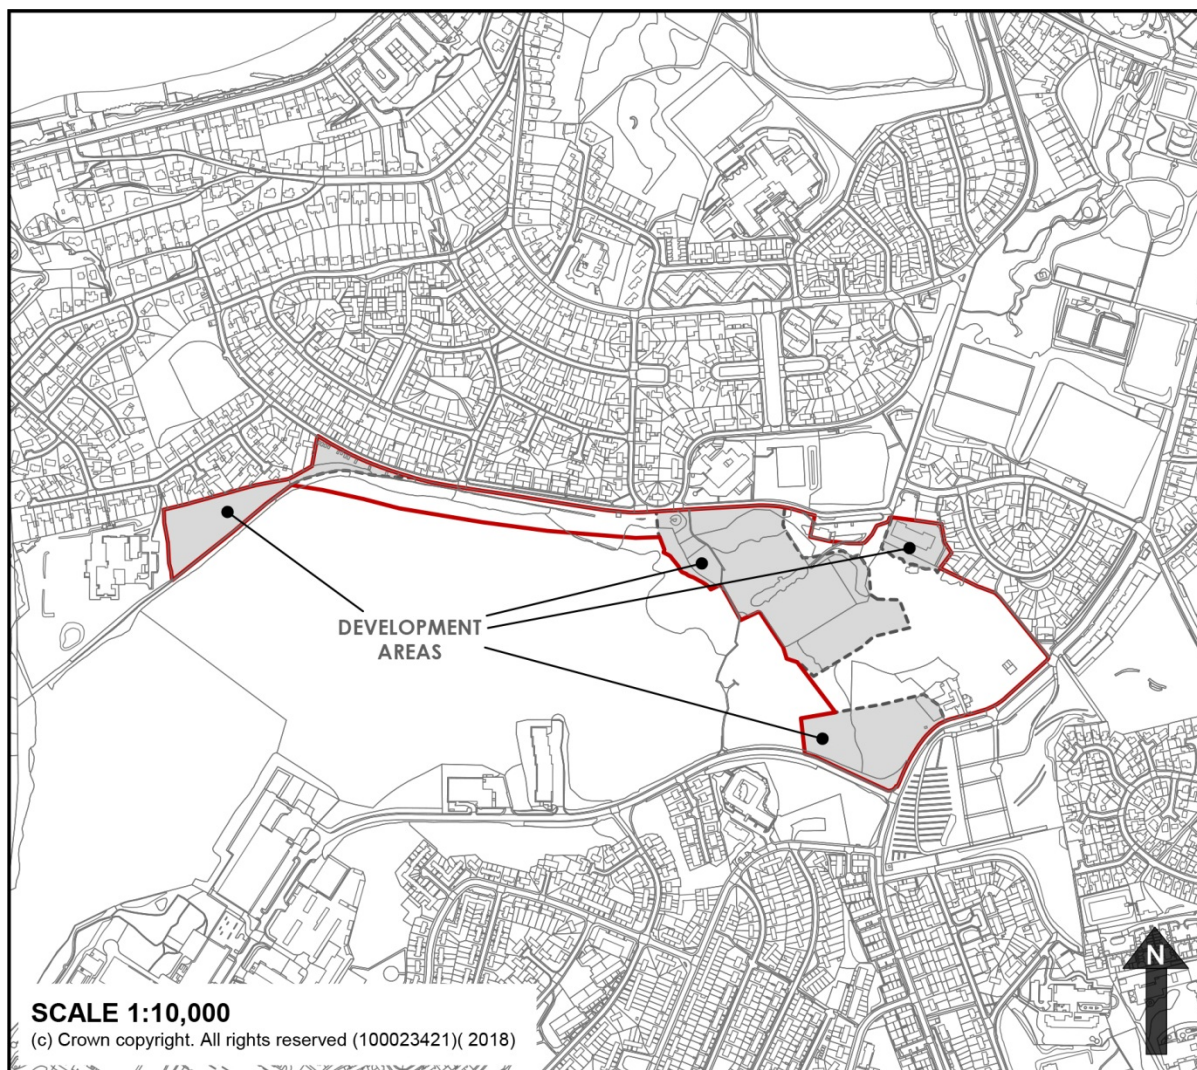 DEVELOPMENT
AREAS
N
SCALE 1:10,000
(c) Crown copyright. All rights reserved (100023421)( 2018)